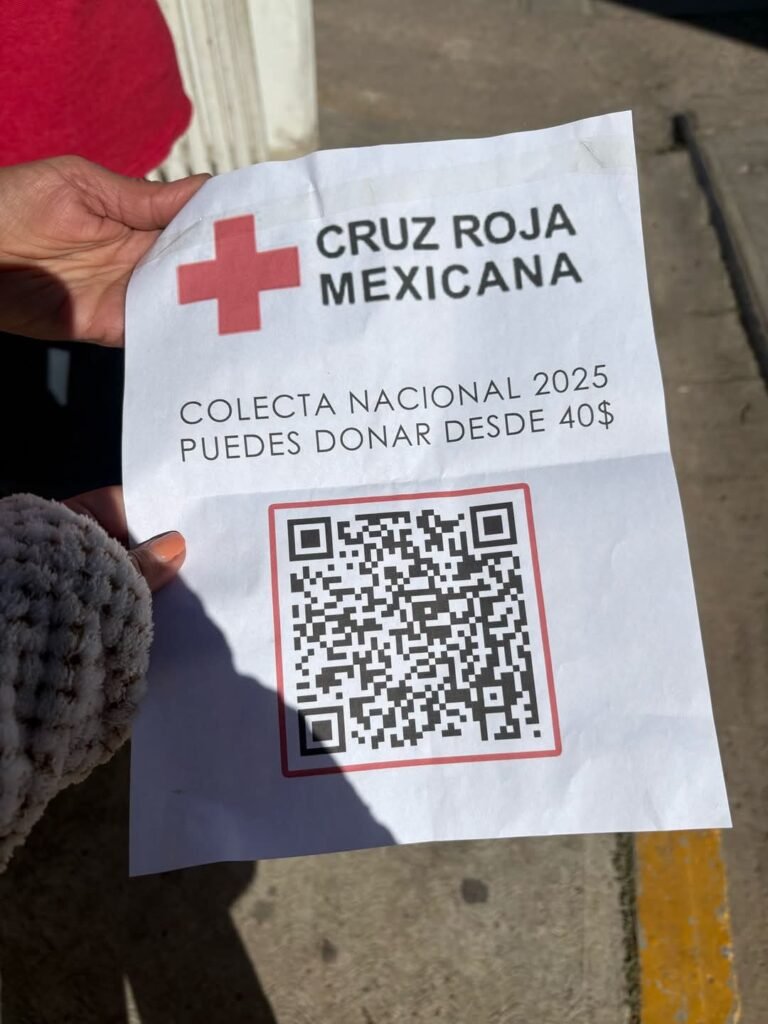 CRUZ ROJA
MEXICANA
COLECTA NACIONAL 2025
PUEDES DONAR DESDE 40$